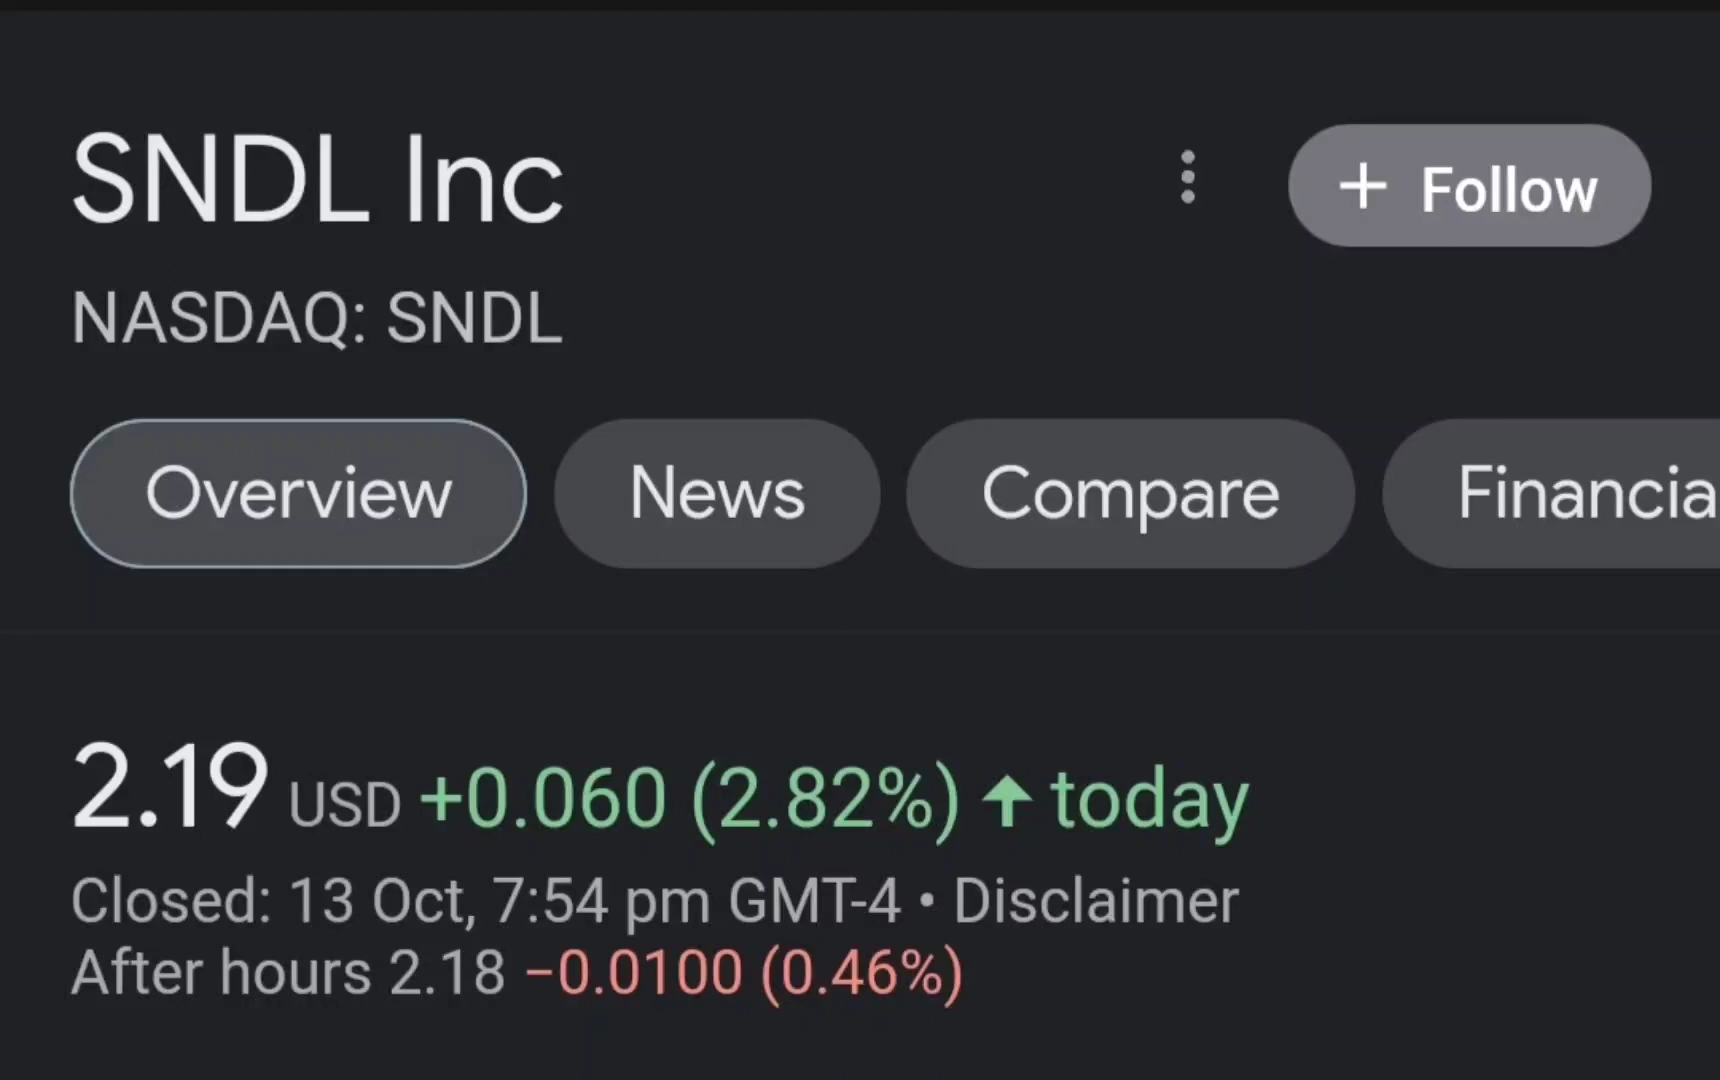 SNDL Inc
+ Follow
NASDAQ: SNDL
Overview News Compare Financia
2.19 USD +0.060 (2.82%) ↑ today
Closed: 13 Oct, 7:54 pm GMT-4 • Disclaimer
After hours 2.18 −0.0100 (0.46%)